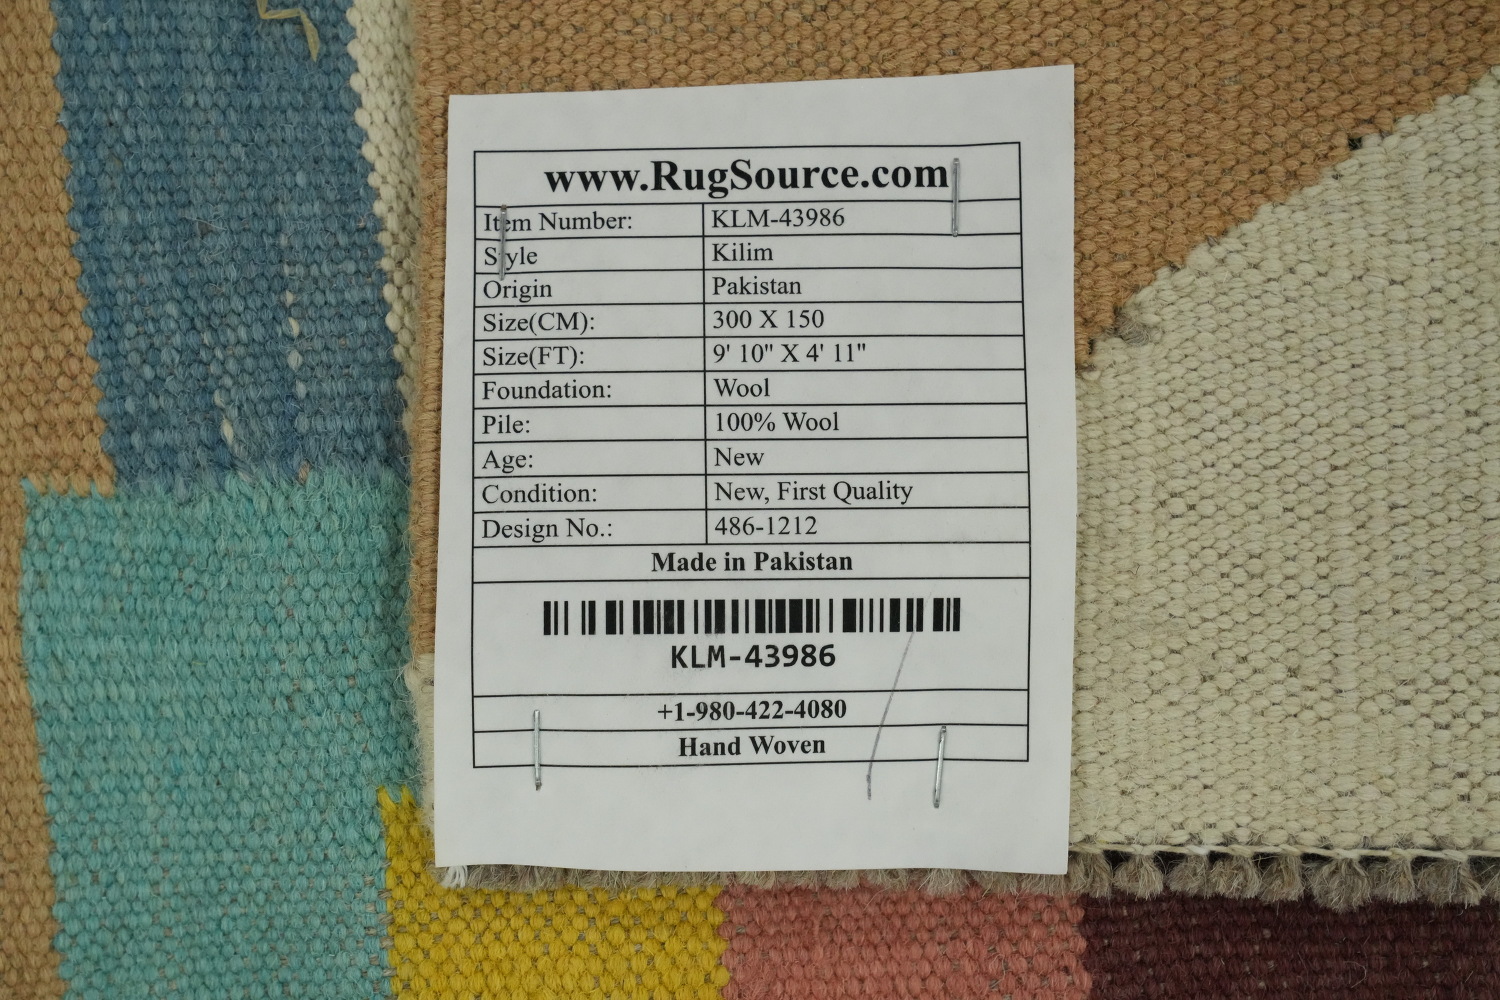 www.RugSource.com
Item Number: KLM-43986
Style Kilim
Origin Pakistan
Size(CM): 300 X 150
Size(FT): 9' 10" X 4' 11"
Foundation: Wool
Pile: 100% Wool
Age: New
Condition: New, First Quality
Design No.: 486-1212
Made in Pakistan
KLM-43986
+1-980-422-4080
Hand Woven